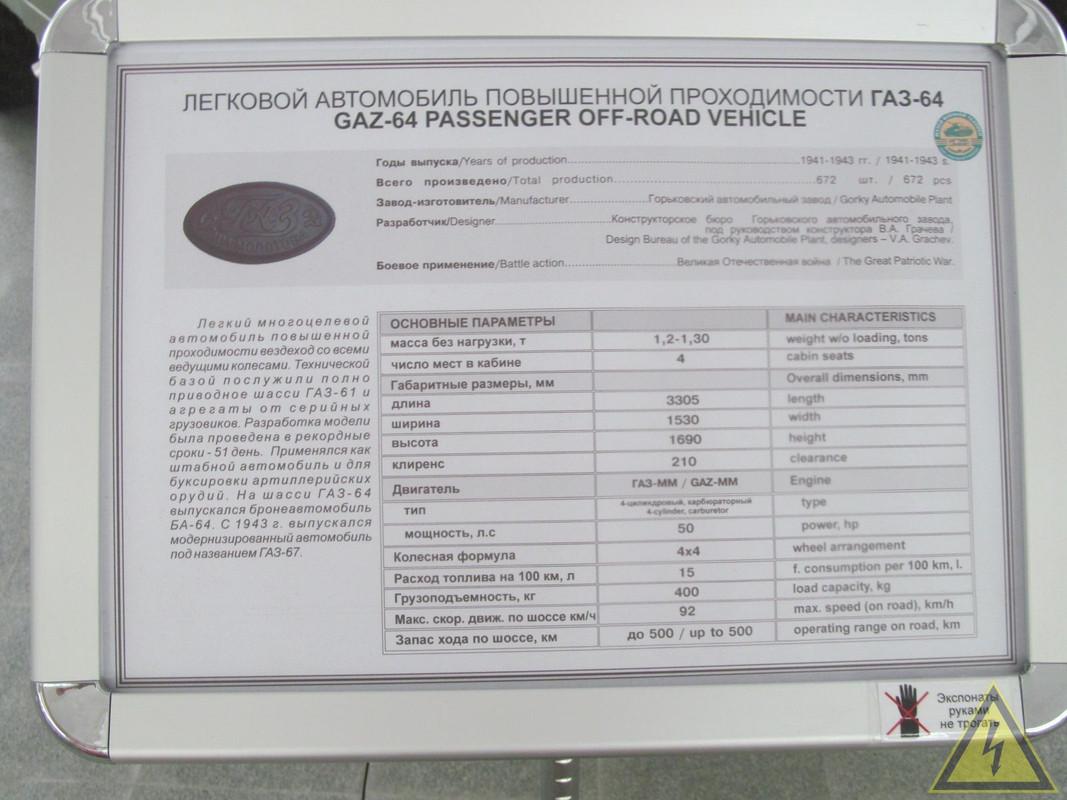 ЛЕГКОВОЙ АВТОМОБИЛЬ ПОВЫШЕННОЙ ПРОХОДИМОСТИ ГАЗ-64
GAZ-64 PASSENGER OFF-ROAD VEHICLE
Годы выпуска/Years of production.....1941-1943 гг. / 1941-1943 s.
Всего произведено/Total production.....672 шт. / 672 pcs
Завод-изготовитель/Manufacturer.....Горьковский автомобильный завод / Gorky Automobile Plant
Разработчик/Designer.....Конструкторское бюро Горьковского автомобильного завода,
под руководством конструктора В.А. Грачева /
Design Bureau of the Gorky Automobile Plant, designers – V.A. Grachev.
Боевое применение/Battle action.....Великая Отечественная война / The Great Patriotic War.
Легкий многоцелевой
автомобиль повышенной
проходимости вездеход со всеми
ведущими колесами. Технической
базой послужили полно
приводное шасси ГАЗ-61 и
агрегаты от серийных
грузовиков. Разработка модели
была проведена в рекордные
сроки - 51 день. Применялся как
штабной автомобиль и для
буксировки артиллерийских
орудий. На шасси ГАЗ-64
выпускался бронеавтомобиль
БА-64. С 1943 г. выпускался
модернизированный автомобиль
под названием ГАЗ-67.
ОСНОВНЫЕ ПАРАМЕТРЫ MAIN CHARACTERISTICS
масса без нагрузки, т 1,2-1,30 weight w/o loading, tons
число мест в кабине 4 cabin seats
Габаритные размеры, мм Overall dimensions, mm
длина 3305 length
ширина 1530 width
высота 1690 height
клиренс 210 clearance
Двигатель ГАЗ-ММ / GAZ-MM Engine
тип 4-цилиндровый, карбюраторный type
4-cylinder, carburetor
мощность, л.с 50 power, hp
Колесная формула 4x4 wheel arrangement
Расход топлива на 100 км, л 15 f. consumption per 100 km, l.
Грузоподъемность, кг 400 load capacity, kg
Макс. скор. движ. по шоссе км/ч 92 max. speed (on road), km/h
Запас хода по шоссе, км до 500 / up to 500 operating range on road, km
Экспонаты
руками
не трогать